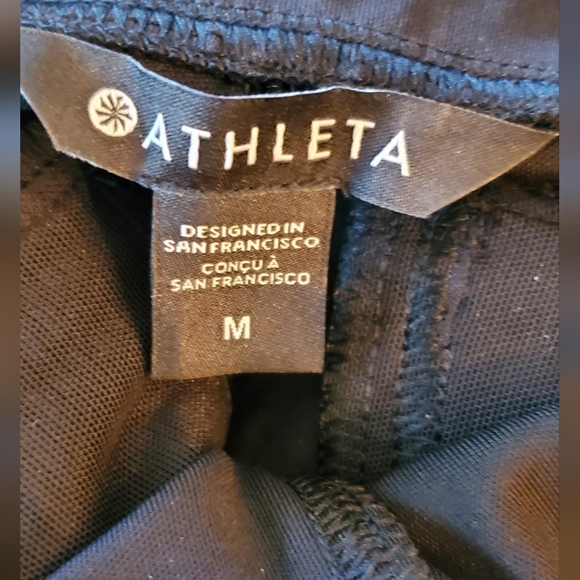 ATHLETA
DESIGNED IN
SAN FRANCISCO
CONÇU À
SAN FRANCISCO
M